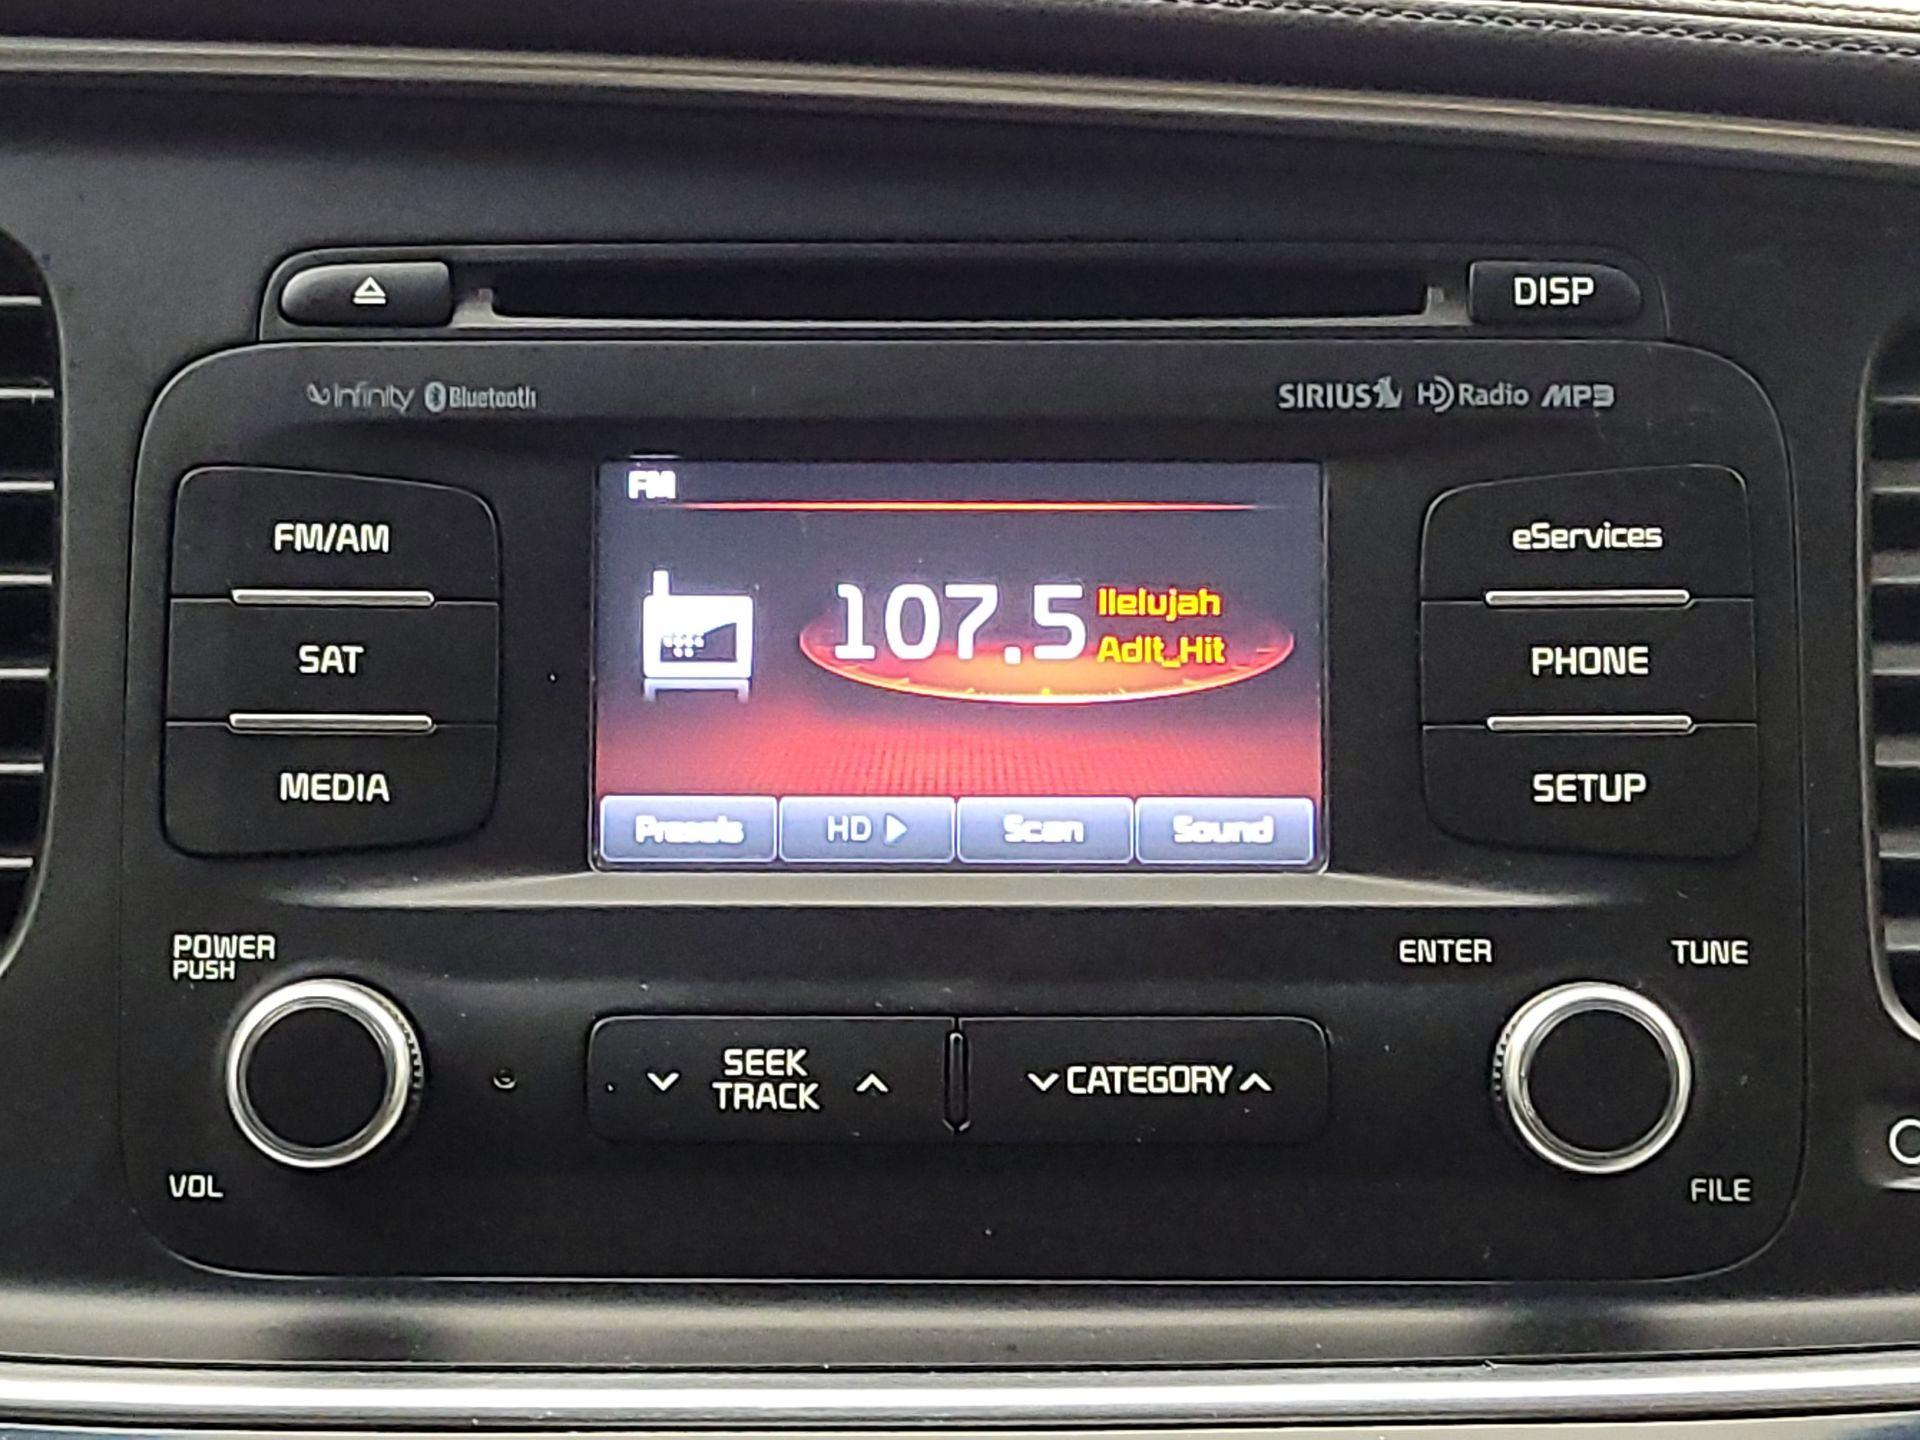 DISP
Infinity Bluetooth
SIRIUS HD Radio MP3
FM
FM/AM
SAT
MEDIA
107.5
llelujah
Adlt_Hit
Presets
HD
Scan
Sound
eServices
PHONE
SETUP
POWER
PUSH
VOL
SEEK
TRACK
CATEGORY
ENTER
TUNE
FILE